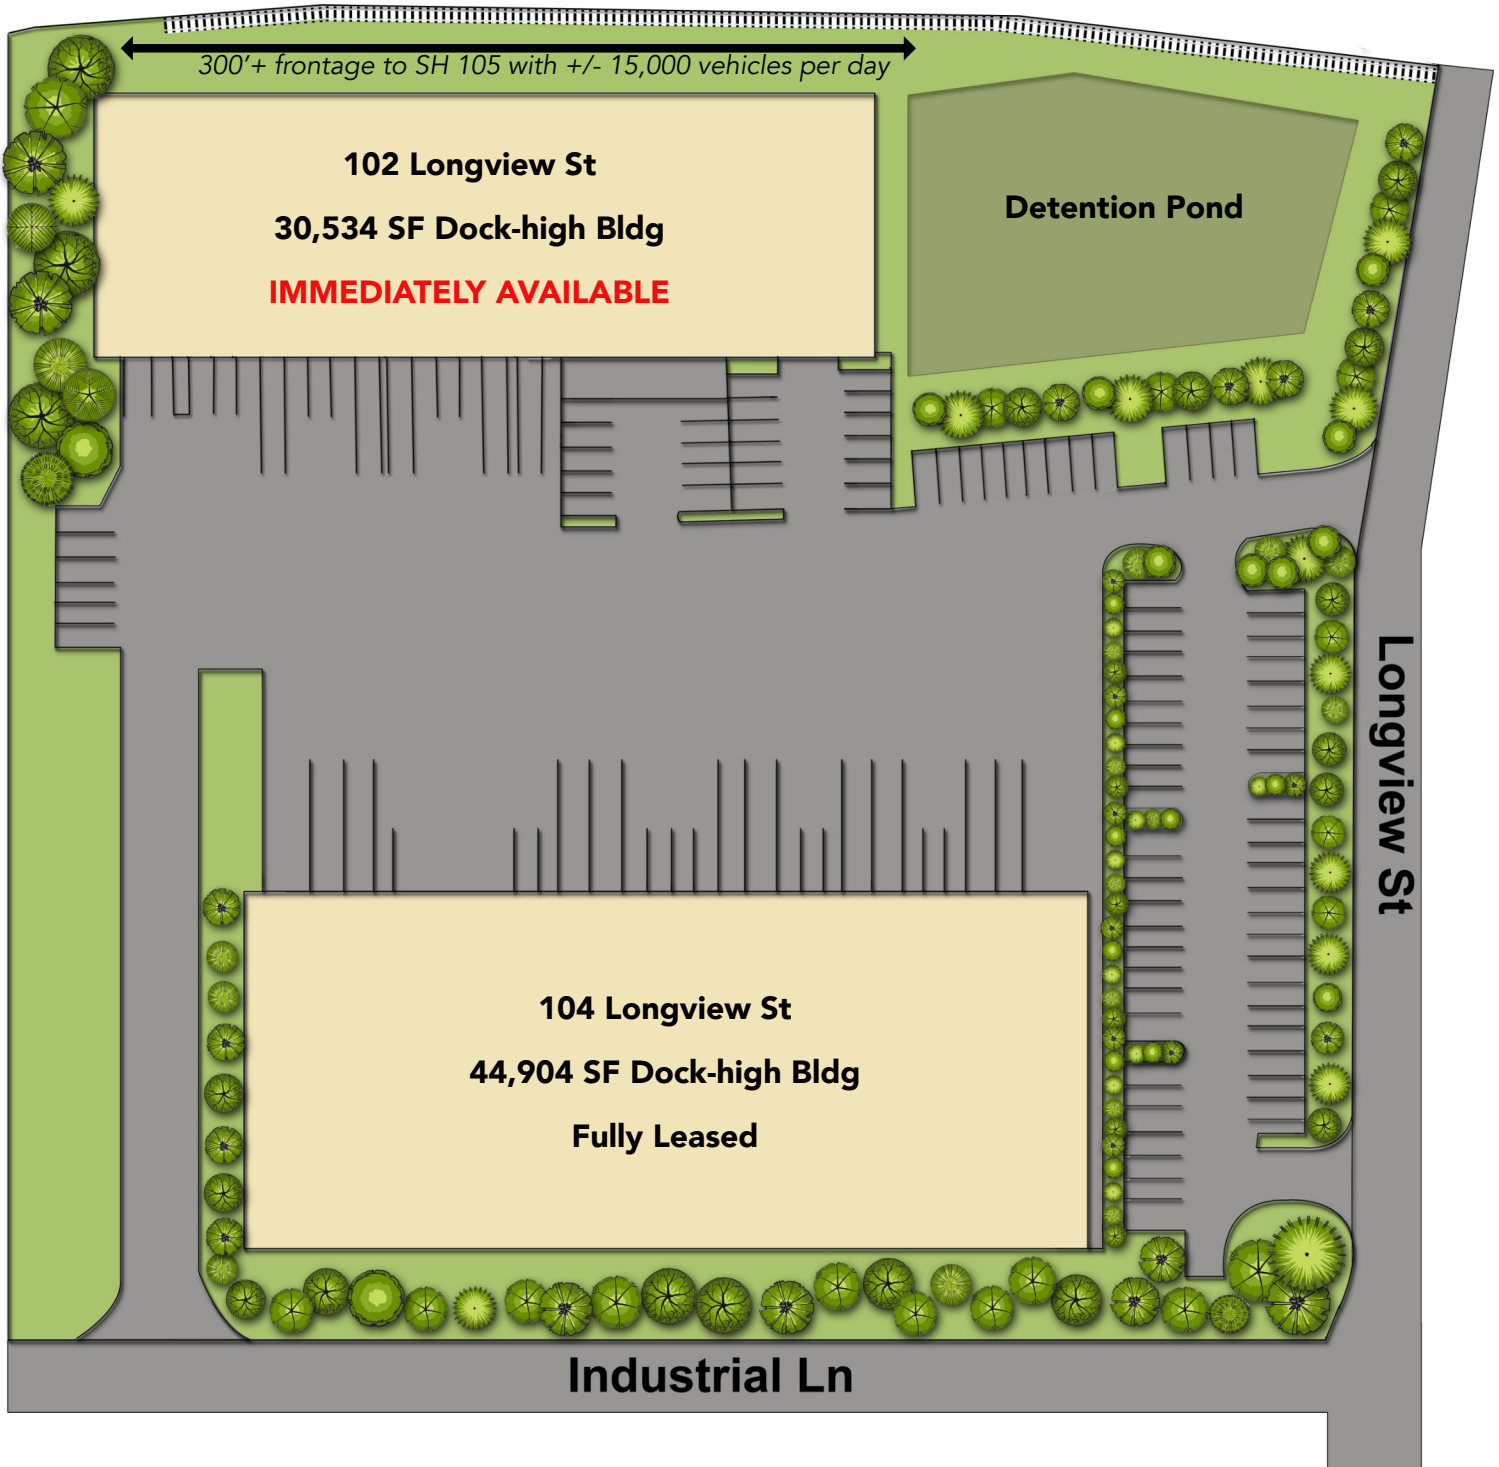 300'+ frontage to SH 105 with +/- 15,000 vehicles per day
102 Longview St
30,534 SF Dock-high Bldg
IMMEDIATELY AVAILABLE
Detention Pond
Longview St
104 Longview St
44,904 SF Dock-high Bldg
Fully Leased
Industrial Ln